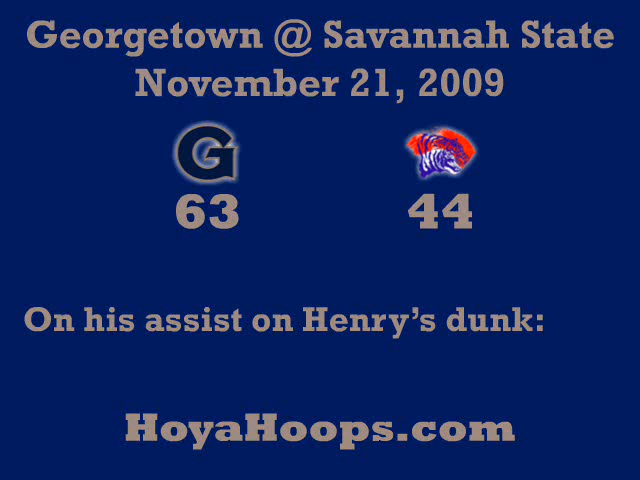 Georgetown @ Savannah State
November 21, 2009
G
63 44
On his assist on Henry’s dunk:
HoyaHoops.com